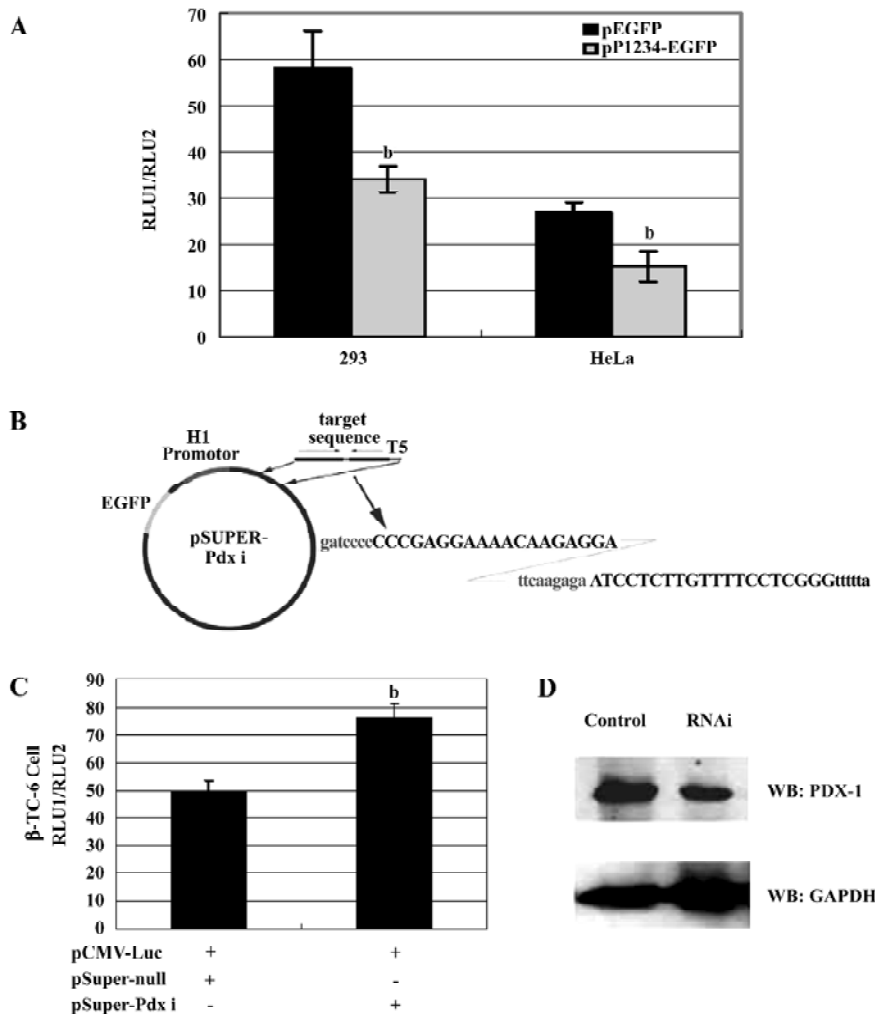 A
pEGFP
pP1234-EGFP
70
60
50
40
30
20
10
0
RLU1/RLU2
b
b
293
HeLa
B
target
sequence
T5
H1
Promotor
EGFP
pSUPER-
Pdx i
gatccccCCCGAGGAAAACAAGAGGA
ttcaagagaATCCTCTTGTTTTCCTCGGGttttta
C
90
80
70
60
50
40
30
20
10
0
β-TC-6 Cell
RLU1/RLU2
b
pCMV-Luc + +
pSuper-null + -
pSuper-Pdx i - +
D
Control RNAi
WB: PDX-1
WB: GAPDH